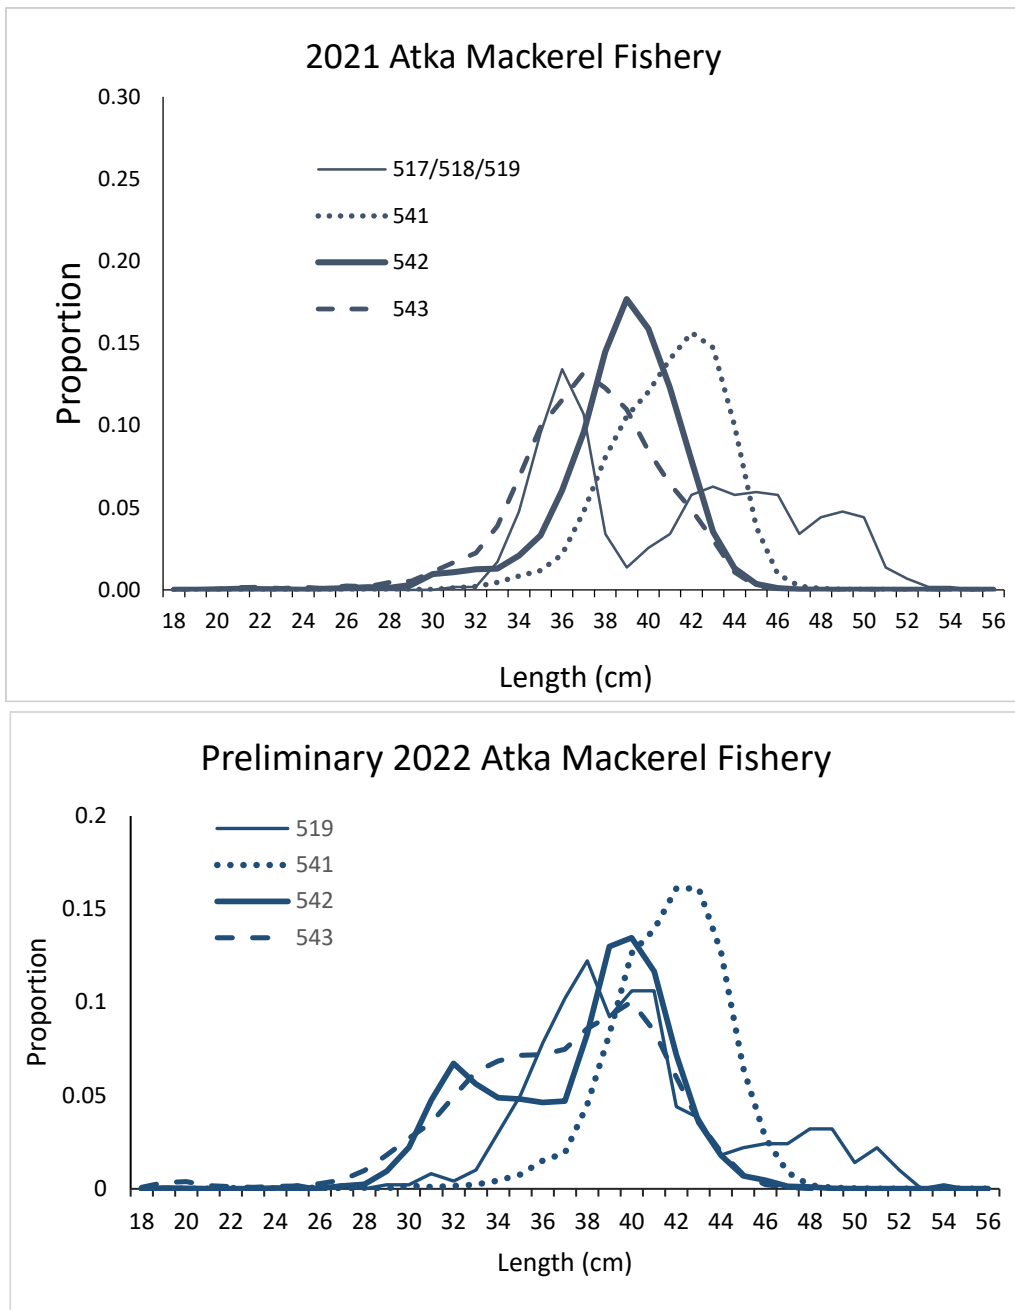 2021 Atka Mackerel Fishery
0.30
0.25
0.20
0.15
0.10
0.05
0.00
Proportion
517/518/519
541
542
543
18 20 22 24 26 28 30 32 34 36 38 40 42 44 46 48 50 52 54 56
Length (cm)
Preliminary 2022 Atka Mackerel Fishery
0.2
0.15
0.1
0.05
0
Proportion
519
541
542
543
18 20 22 24 26 28 30 32 34 36 38 40 42 44 46 48 50 52 54 56
Length (cm)